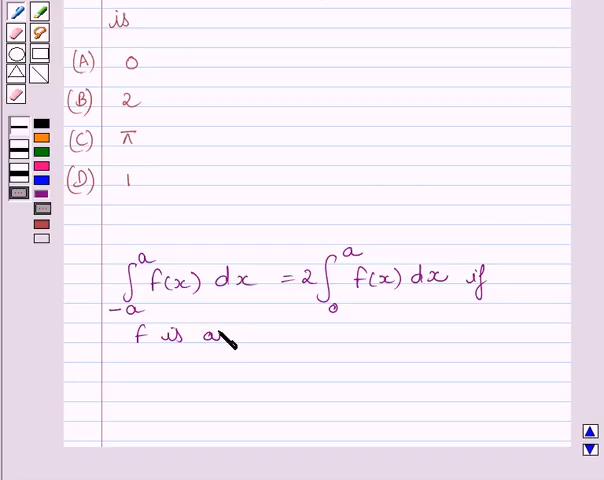 is
(A) 0
(B) 2
(C) π
(D) 1
∫_{-a}^{a} f(x) dx = 2 ∫_{0}^{a} f(x) dx if
f is a